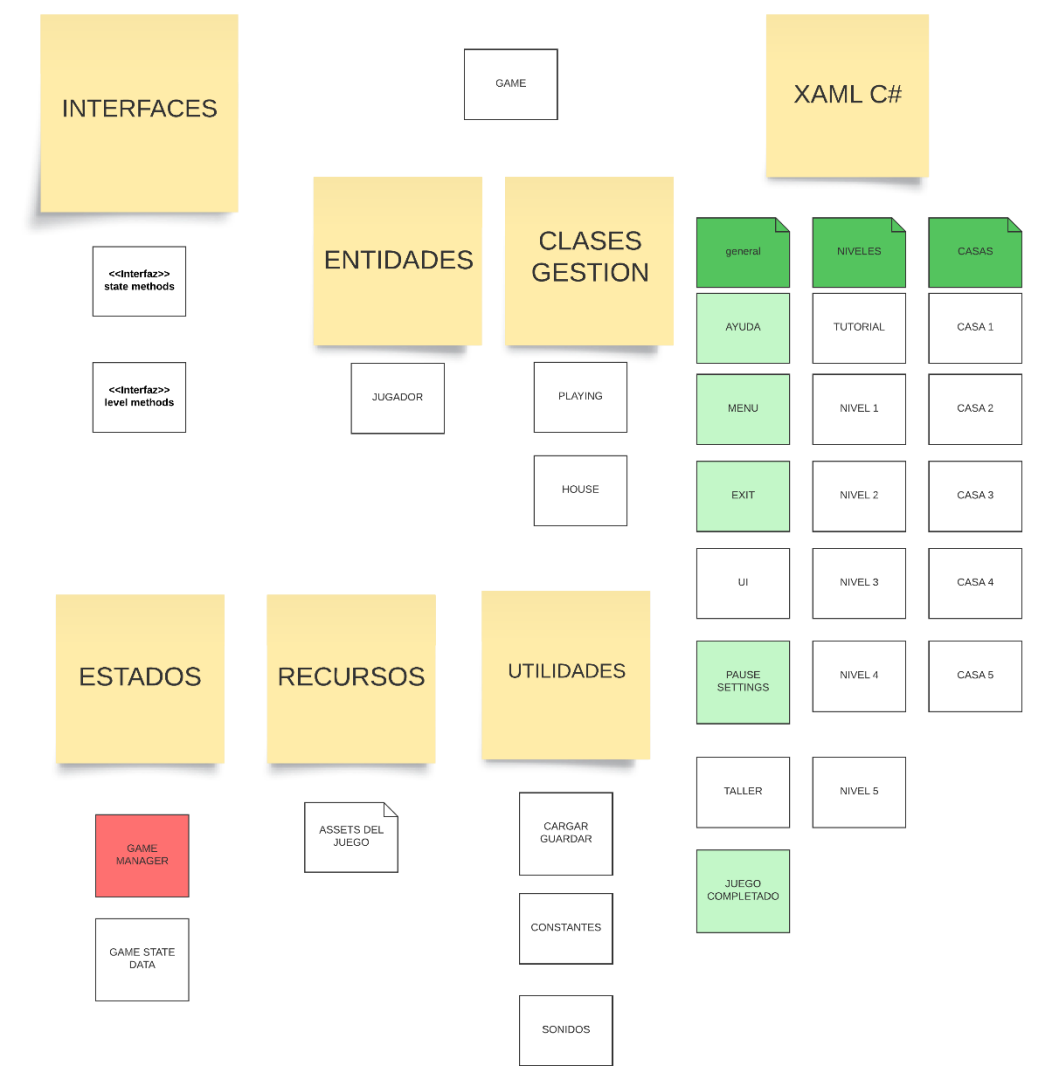 INTERFACES
GAME
XAML C#
<<Interfaz>>
state methods
<<Interfaz>>
level methods
ENTIDADES
JUGADOR
CLASES
GESTION
PLAYING
HOUSE
general
AYUDA
MENU
EXIT
UI
PAUSE
SETTINGS
TALLER
JUEGO
COMPLETADO
NIVELES
TUTORIAL
NIVEL 1
NIVEL 2
NIVEL 3
NIVEL 4
NIVEL 5
CASAS
CASA 1
CASA 2
CASA 3
CASA 4
CASA 5
ESTADOS
GAME
MANAGER
GAME STATE
DATA
RECURSOS
ASSETS DEL
JUEGO
UTILIDADES
CARGAR
GUARDAR
CONSTANTES
SONIDOS